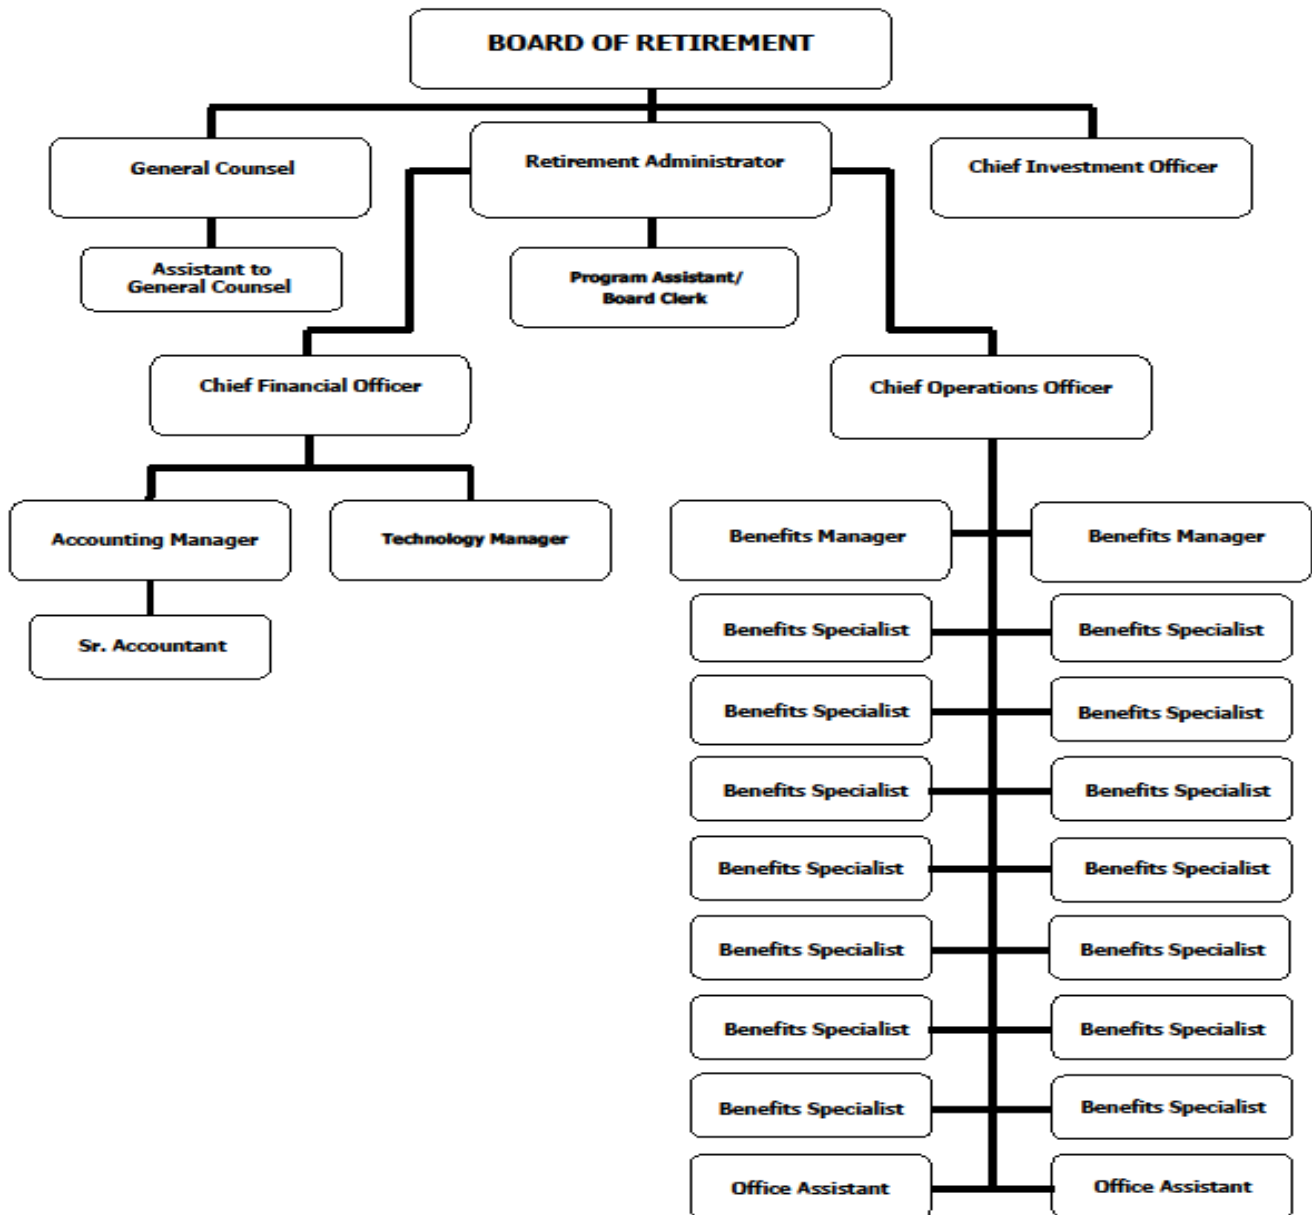 BOARD OF RETIREMENT
General Counsel
Retirement Administrator
Chief Investment Officer
Assistant to
General Counsel
Program Assistant/
Board Clerk
Chief Financial Officer
Chief Operations Officer
Accounting Manager
Technology Manager
Benefits Manager
Benefits Manager
Sr. Accountant
Benefits Specialist
Benefits Specialist
Benefits Specialist
Benefits Specialist
Benefits Specialist
Benefits Specialist
Benefits Specialist
Benefits Specialist
Benefits Specialist
Benefits Specialist
Benefits Specialist
Benefits Specialist
Benefits Specialist
Benefits Specialist
Office Assistant
Office Assistant